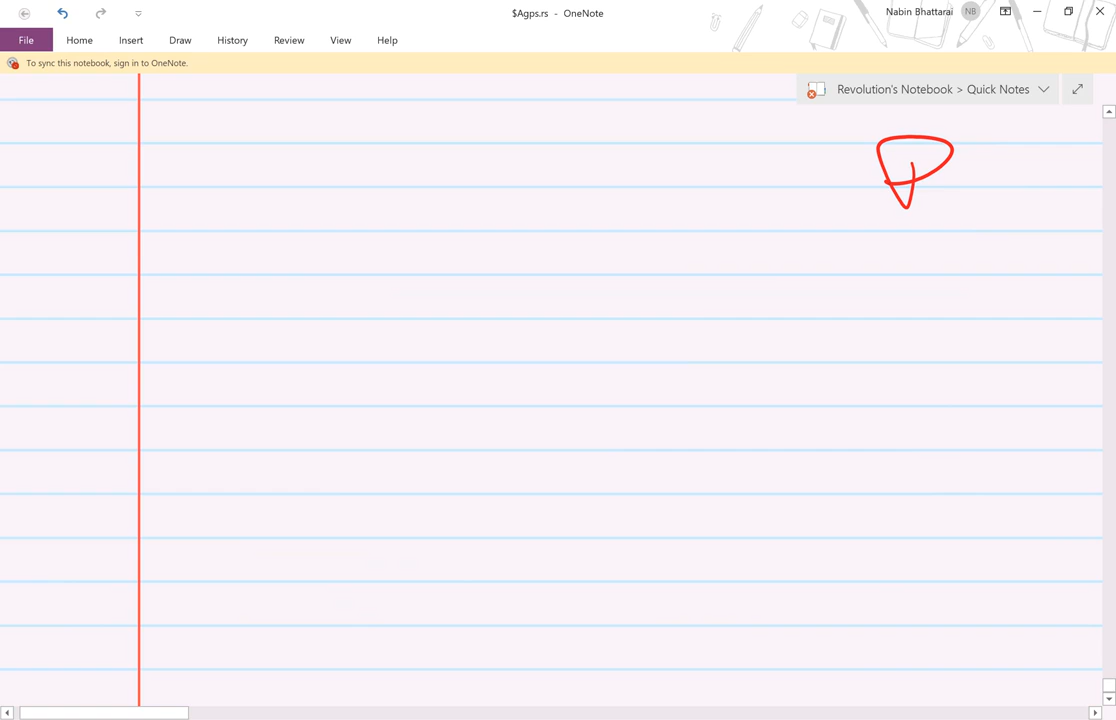 $Agps.rs - OneNote
Nabin Bhattarai NB
File Home Insert Draw History Review View Help
To sync this notebook, sign in to OneNote.
Revolution's Notebook > Quick Notes